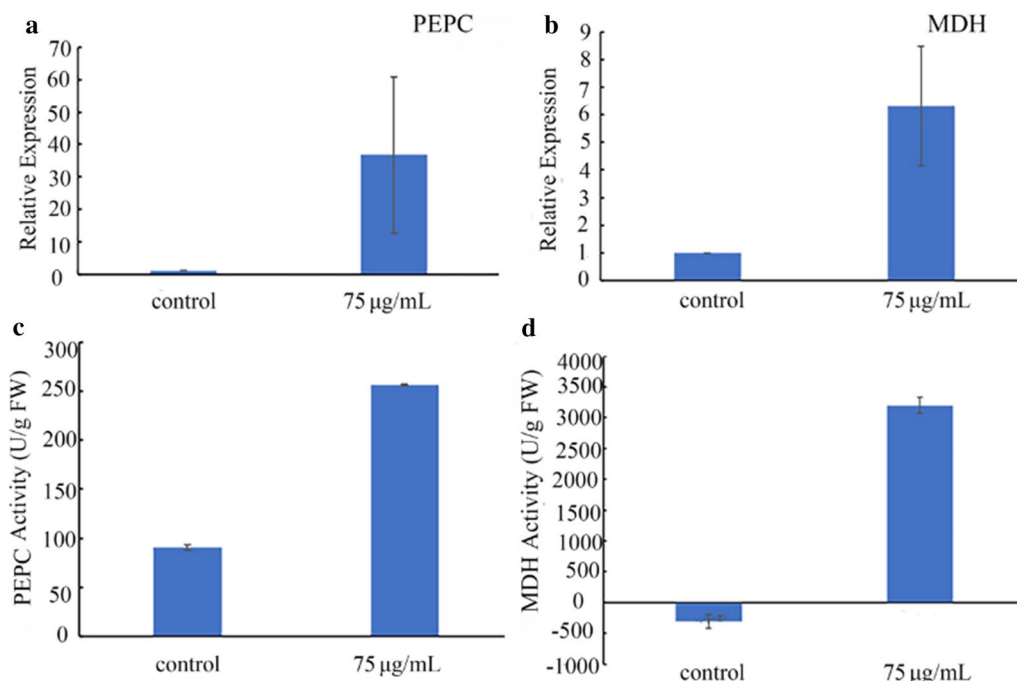 a
PEPC
Relative Expression
70
60
50
40
30
20
10
0
control
75 µg/mL
b
MDH
Relative Expression
9
8
7
6
5
4
3
2
1
0
control
75 µg/mL
c
PEPC Activity (U/g FW)
300
250
200
150
100
50
0
control
75 µg/mL
d
MDH Activity (U/g FW)
4000
3500
3000
2500
2000
1500
1000
500
0
-500
-1000
control
75 µg/mL